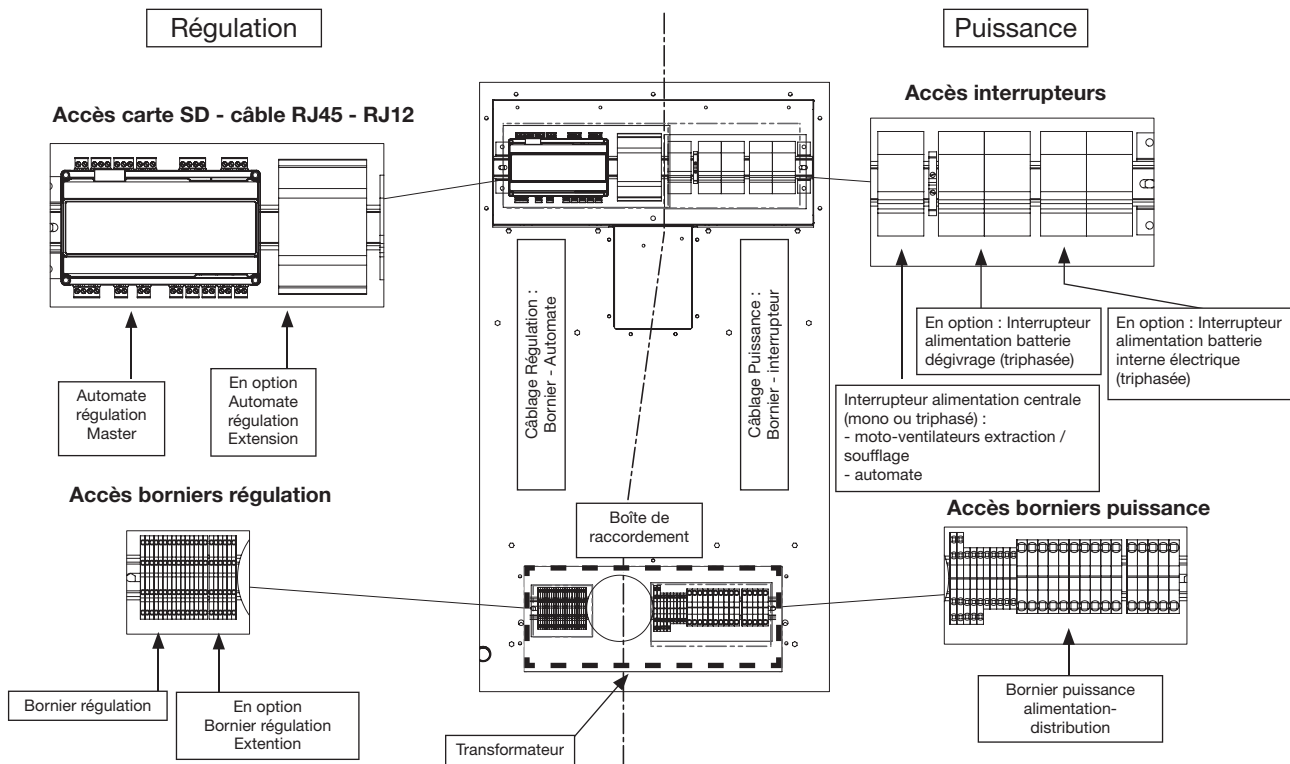 Régulation
Puissance
Accès carte SD - câble RJ45 - RJ12
Accès interrupteurs
Câblage Régulation :
Bornier - Automate
Câblage Puissance :
Bornier - interrupteur
Automate
régulation
Master
En option
Automate
régulation
Extension
En option : Interrupteur
alimentation batterie
dégivrage (triphasée)
En option : Interrupteur
alimentation batterie
interne électrique
(triphasée)
Interrupteur alimentation centrale
(mono ou triphasé) :
- moto-ventilateurs extraction /
soufflage
- automate
Accès borniers régulation
Boîte de
raccordement
Accès borniers puissance
Bornier régulation
En option
Bornier régulation
Extention
Transformateur
Bornier puissance
alimentation-
distribution